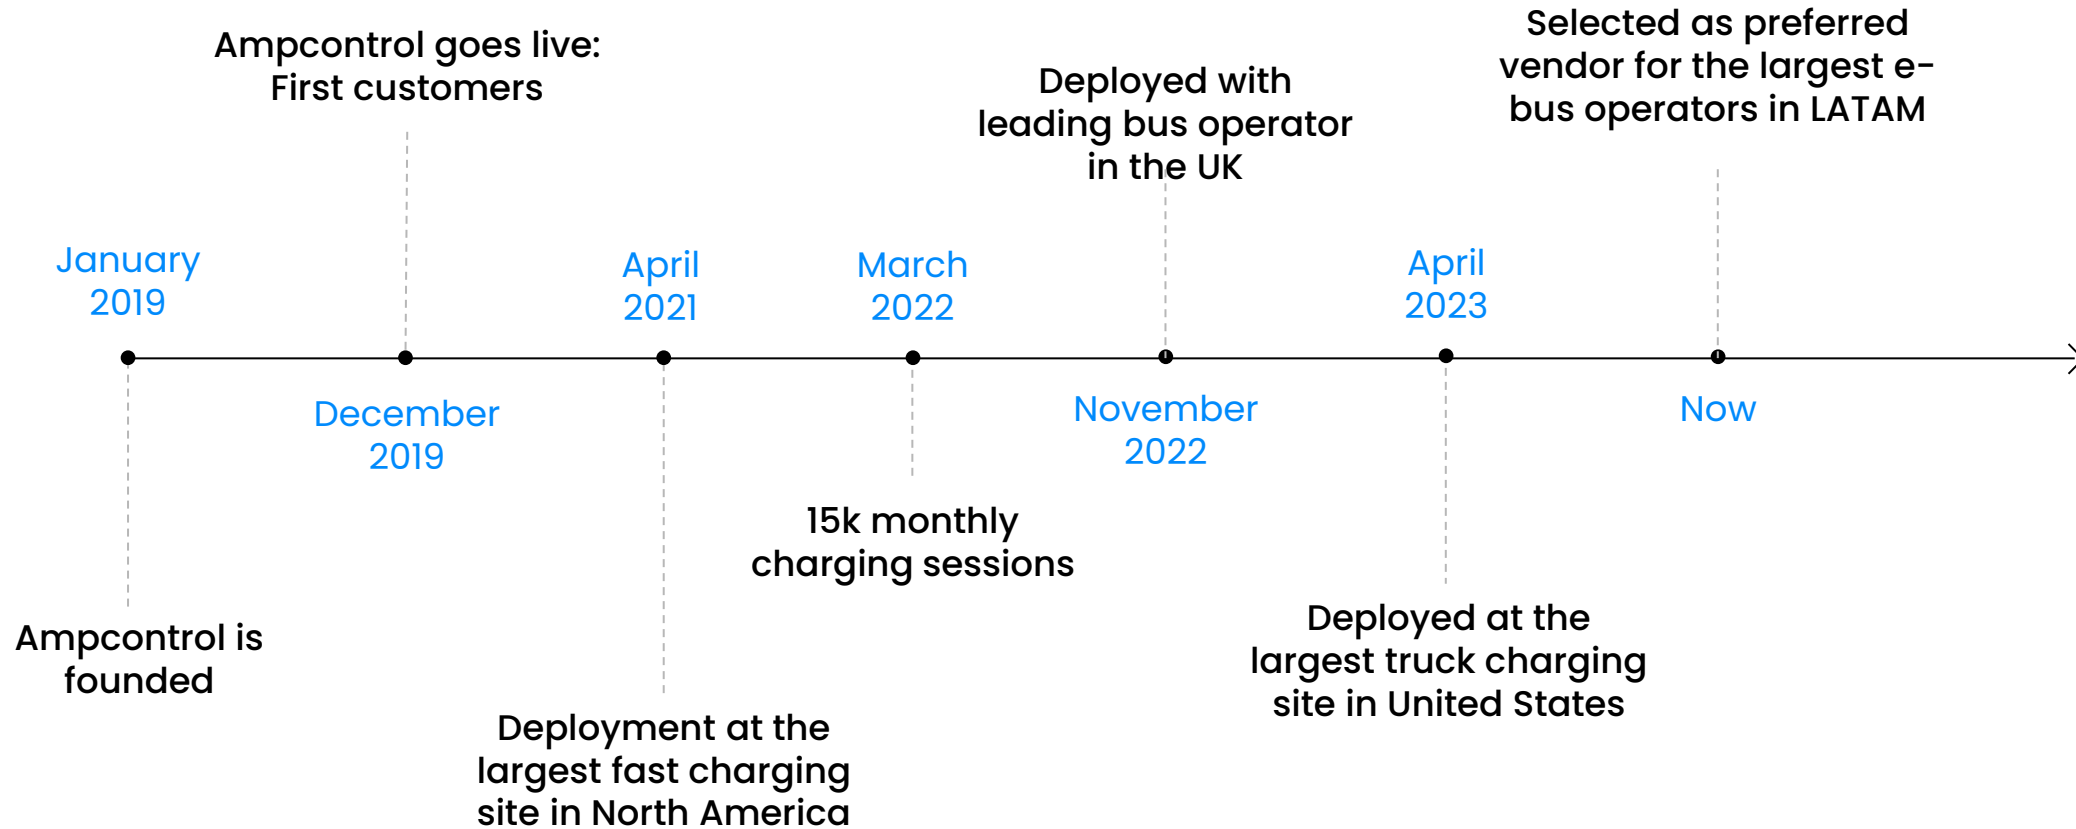 Ampcontrol goes live:
First customers
Deployed with
leading bus operator
in the UK
Selected as preferred
vendor for the largest e-
bus operators in LATAM
January
2019
April
2021
March
2022
April
2023
December
2019
November
2022
Now
15k monthly
charging sessions
Ampcontrol is
founded
Deployment at the
largest fast charging
site in North America
Deployed at the
largest truck charging
site in United States